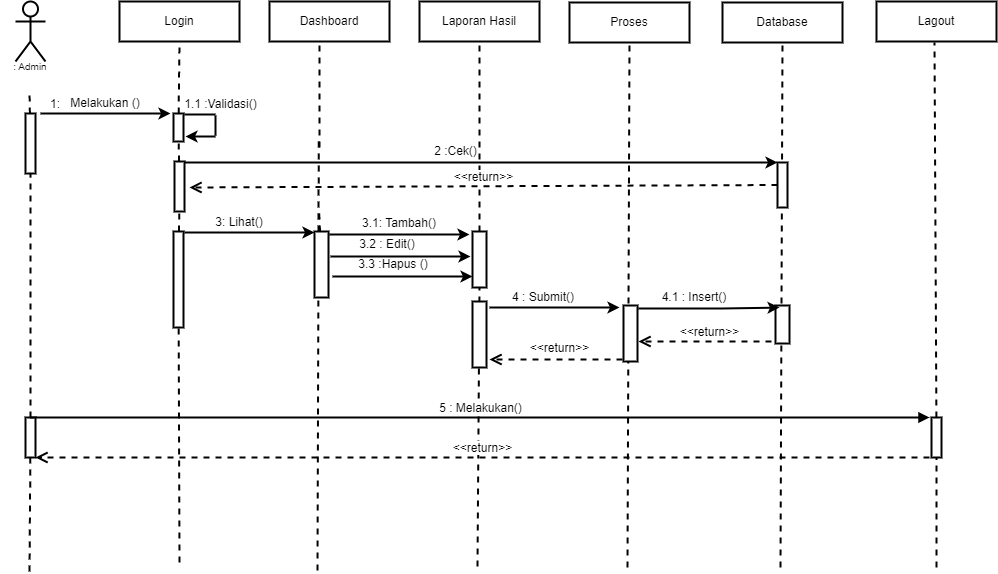 Login
Dashboard
Laporan Hasil
Proses
Database
Lagout
: Admin
1: Melakukan ()
1.1 :Validasi()
2 :Cek()
<<return>>
3: Lihat()
3.1: Tambah()
3.2 : Edit()
3.3 :Hapus ()
4 : Submit()
4.1 : Insert()
<<return>>
<<return>>
5 : Melakukan()
<<return>>